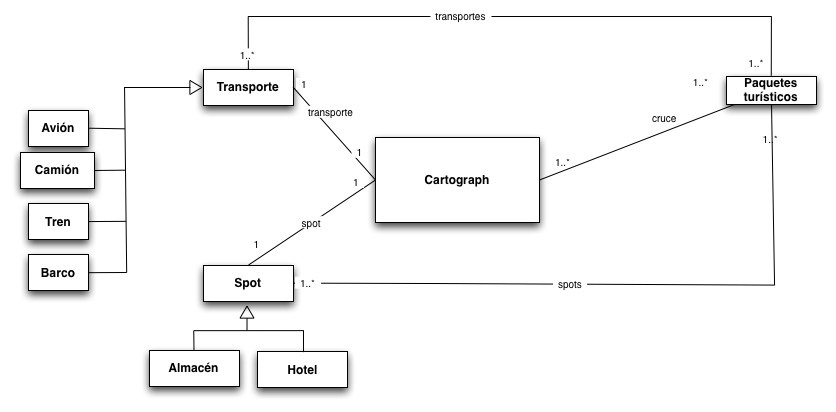 transportes
1..*
1..*
Transporte
1
1..*
Paquetes
turísticos
transporte
cruce
Avión
1..*
1
1..*
Camión
Cartograph
1
Tren
spot
1
Barco
Spot
1..*
spots
Almacén
Hotel